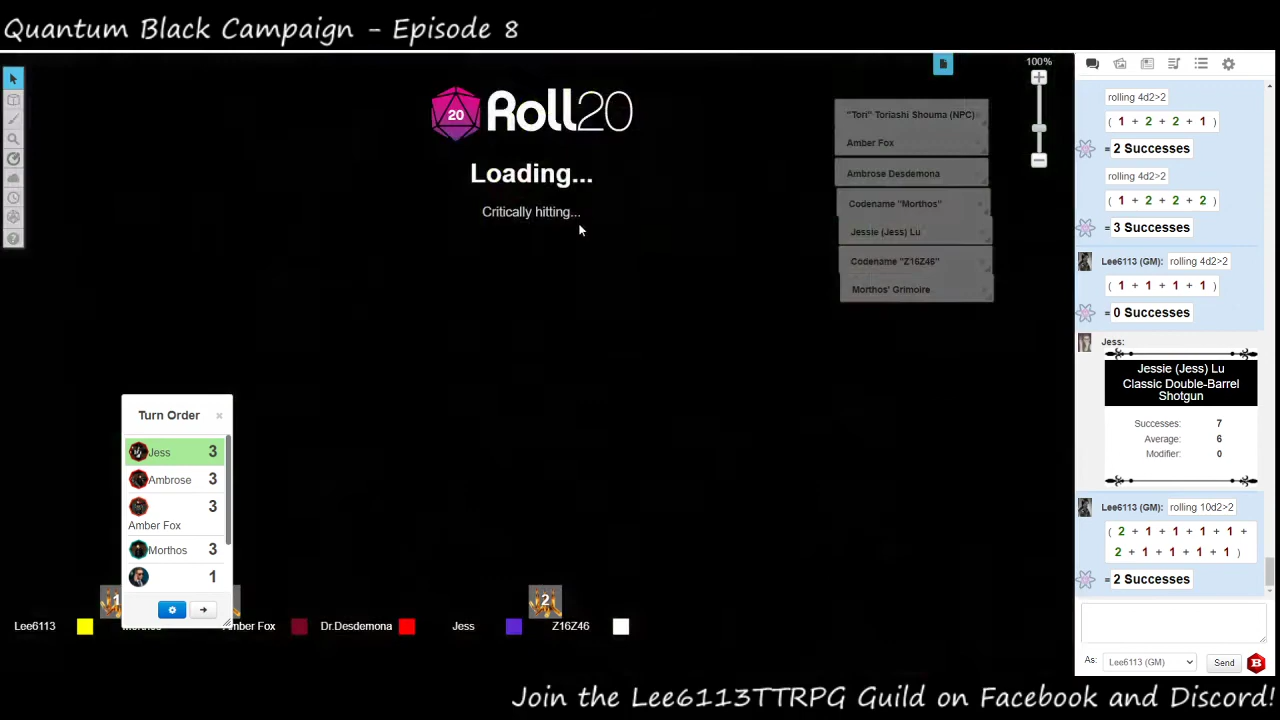 Quantum Black Campaign - Episode 8
20 Roll20
Loading...
Critically hitting...
100%
"Tori" Toriashi Shouma (NPC)
Amber Fox
Ambrose Desdemona
Codename "Morthos"
Jessie (Jess) Lu
Codename "Z16Z46"
Morthos' Grimoire
Turn Order ×
Jess 3
Ambrose 3
3
Amber Fox
Morthos 3
1
1
2
Lee6113
Amber Fox
Dr.Desdemona
Jess
Z16Z46
rolling 4d2>2
( 1 + 2 + 2 + 1 )
= 2 Successes
rolling 4d2>2
( 1 + 2 + 2 + 2 )
= 3 Successes
Lee6113 (GM): rolling 4d2>2
( 1 + 1 + 1 + 1 )
= 0 Successes
Jess:
Jessie (Jess) Lu
Classic Double-Barrel
Shotgun
Successes: 7
Average: 6
Modifier: 0
Lee6113 (GM): rolling 10d2>2
( 2 + 1 + 1 + 1 + 1 +
2 + 1 + 1 + 1 + 1 )
= 2 Successes
As: Lee6113 (GM) Send B
Join the Lee6113TTRPG Guild on Facebook and Discord!